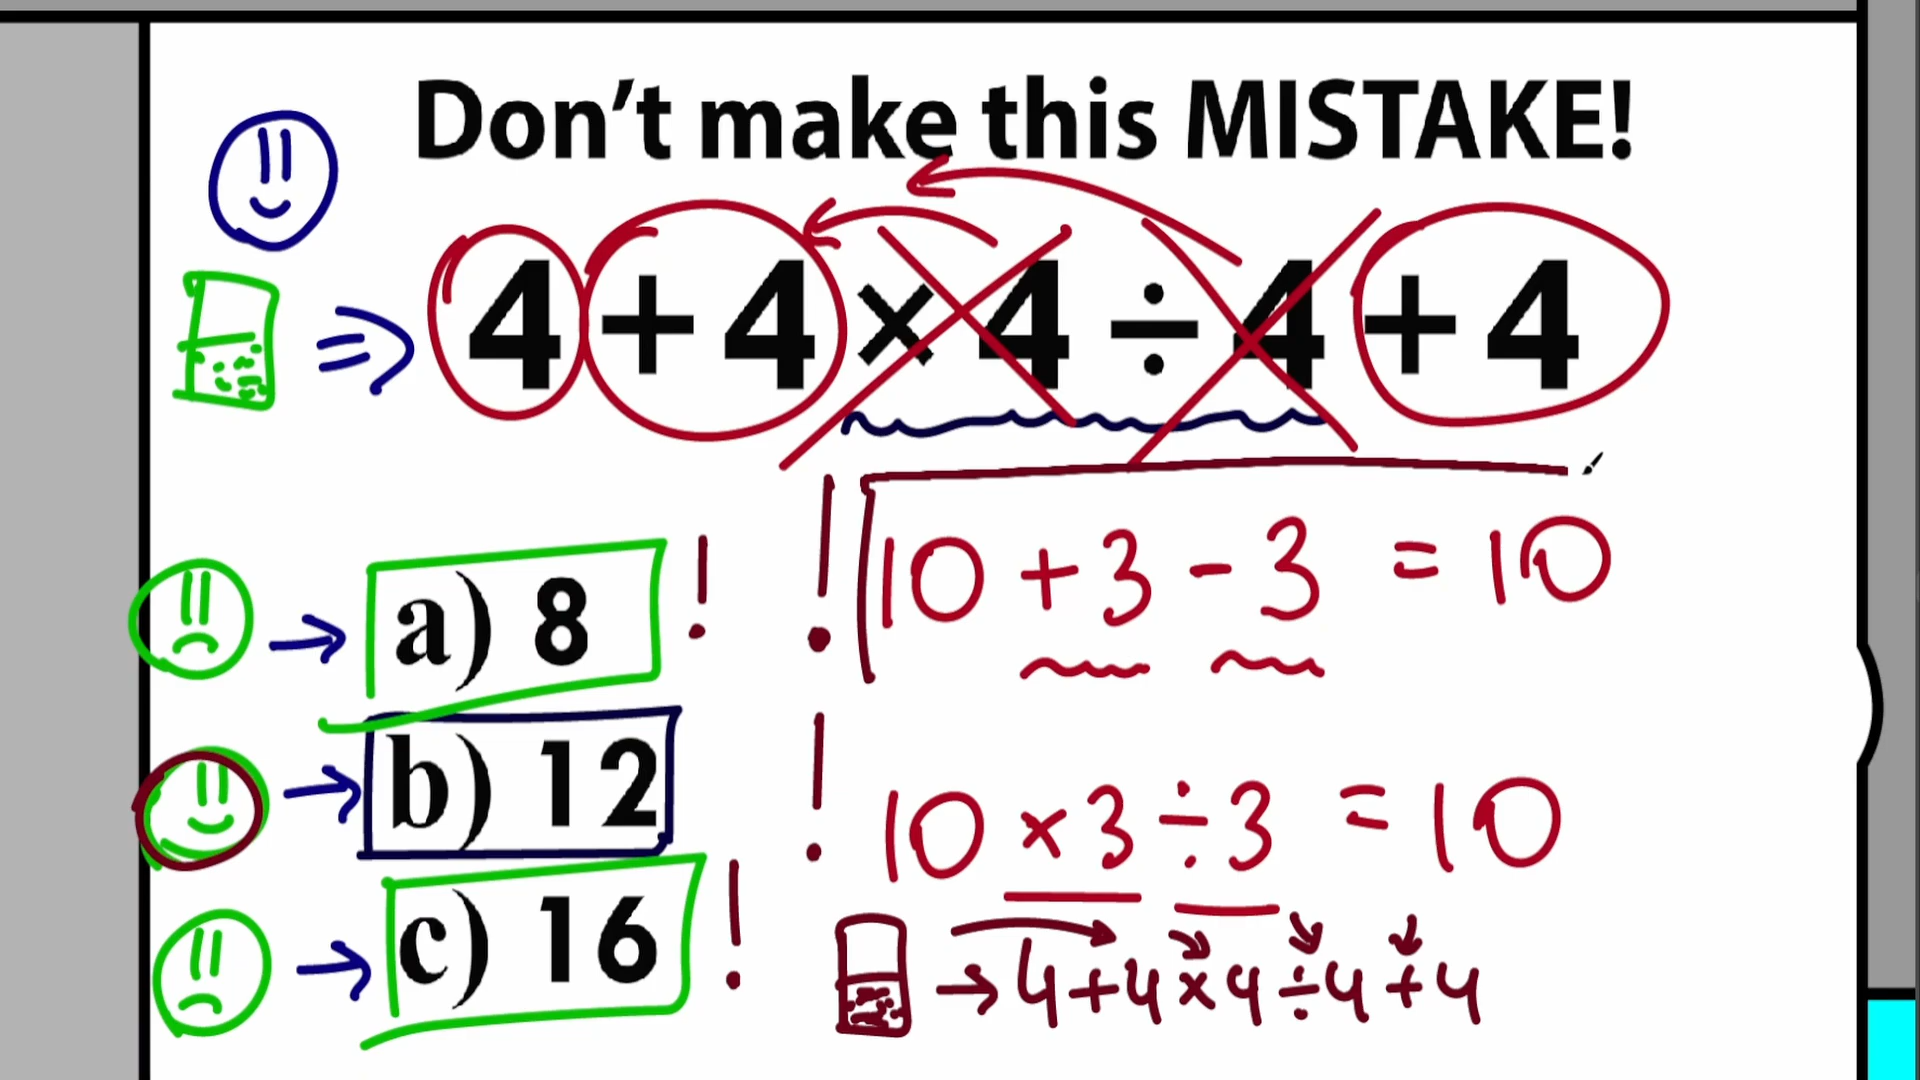 Don't make this MISTAKE!
4 + 4 × 4 ÷ 4 + 4
10 + 3 - 3 = 10
a) 8 !
!
b) 12
!
10 × 3 ÷ 3 = 10
c) 16 !
4+4×4÷4+4